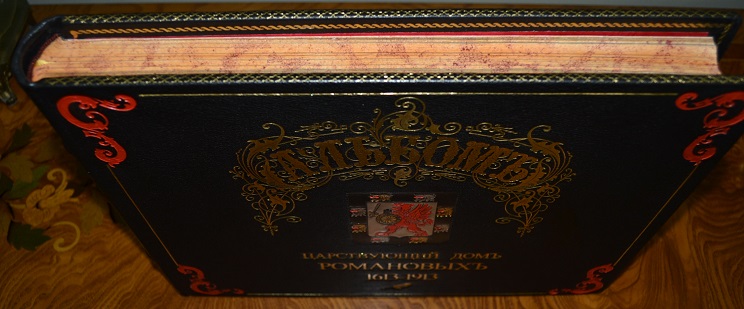 АЛЬБОМЪ
ЦАРСТВУЮЩІЙ ДОМЪ
РОМАНОВЫХЪ
1613-1913